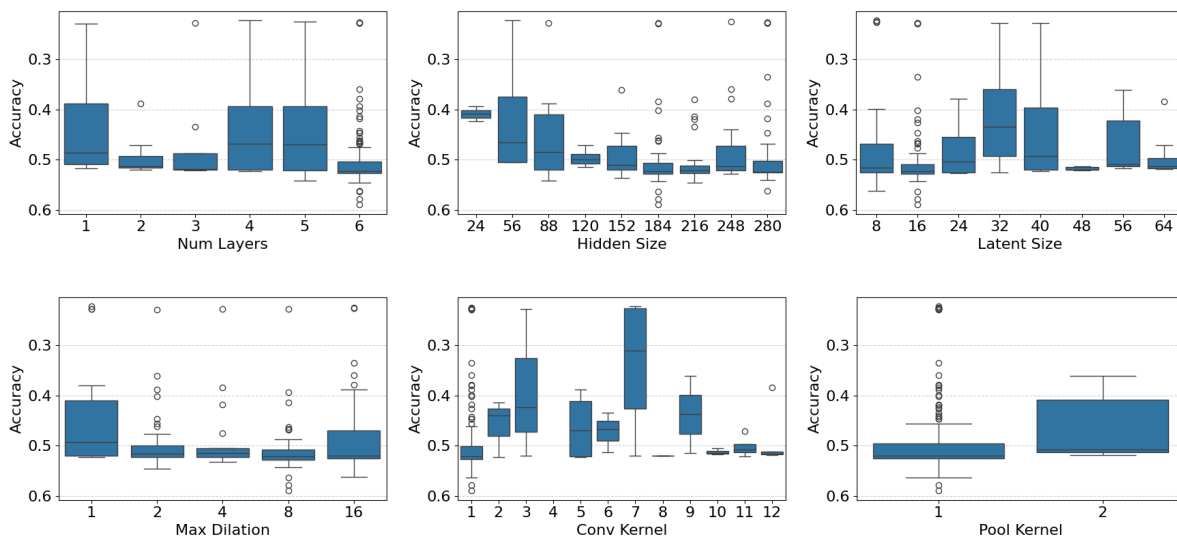 Accuracy
0.3
0.4
0.5
0.6
1 2 3 4 5 6
Num Layers
Accuracy
0.3
0.4
0.5
0.6
24 56 88 120 152 184 216 248 280
Hidden Size
Accuracy
0.3
0.4
0.5
0.6
8 16 24 32 40 48 56 64
Latent Size
Accuracy
0.3
0.4
0.5
0.6
1 2 4 8 16
Max Dilation
Accuracy
0.3
0.4
0.5
0.6
1 2 3 4 5 6 7 8 9 10 11 12
Conv Kernel
Accuracy
0.3
0.4
0.5
0.6
1 2
Pool Kernel